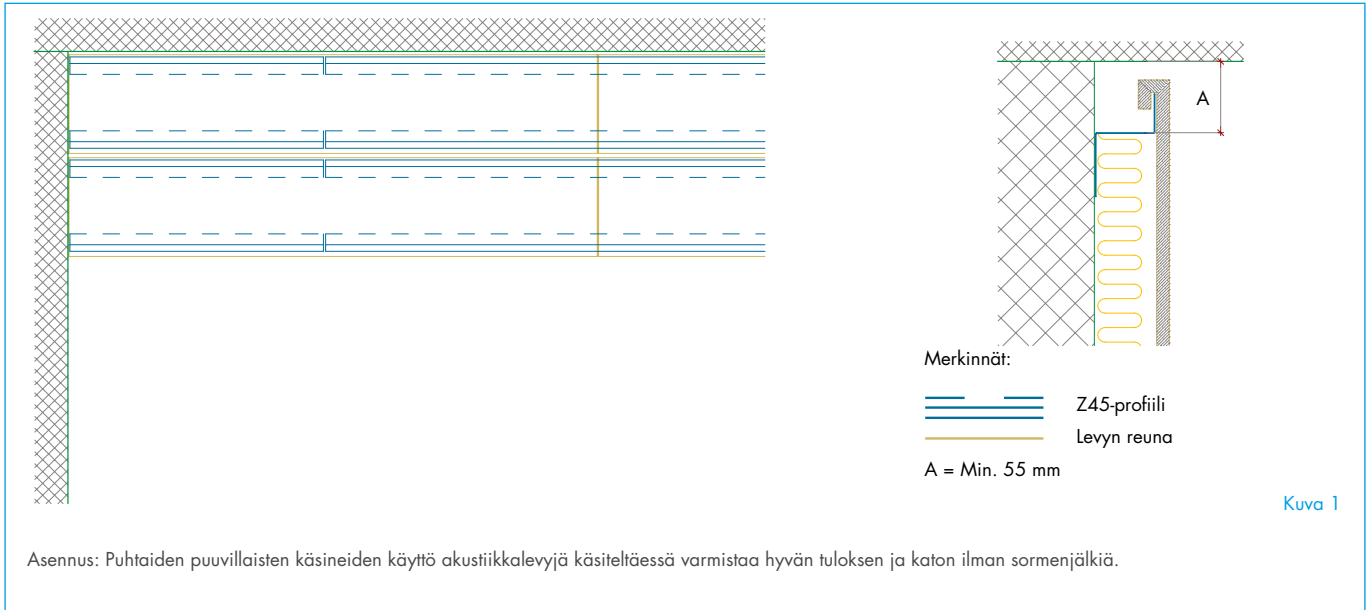 A
Merkinnät:
Z45-profiili
Levyn reuna
A = Min. 55 mm
Kuva 1
Asennus: Puhtaiden puuvillaisten käsineiden käyttö akustiikkalevyjä käsiteltäessä varmistaa hyvän tuloksen ja katon ilman sormenjälkiä.